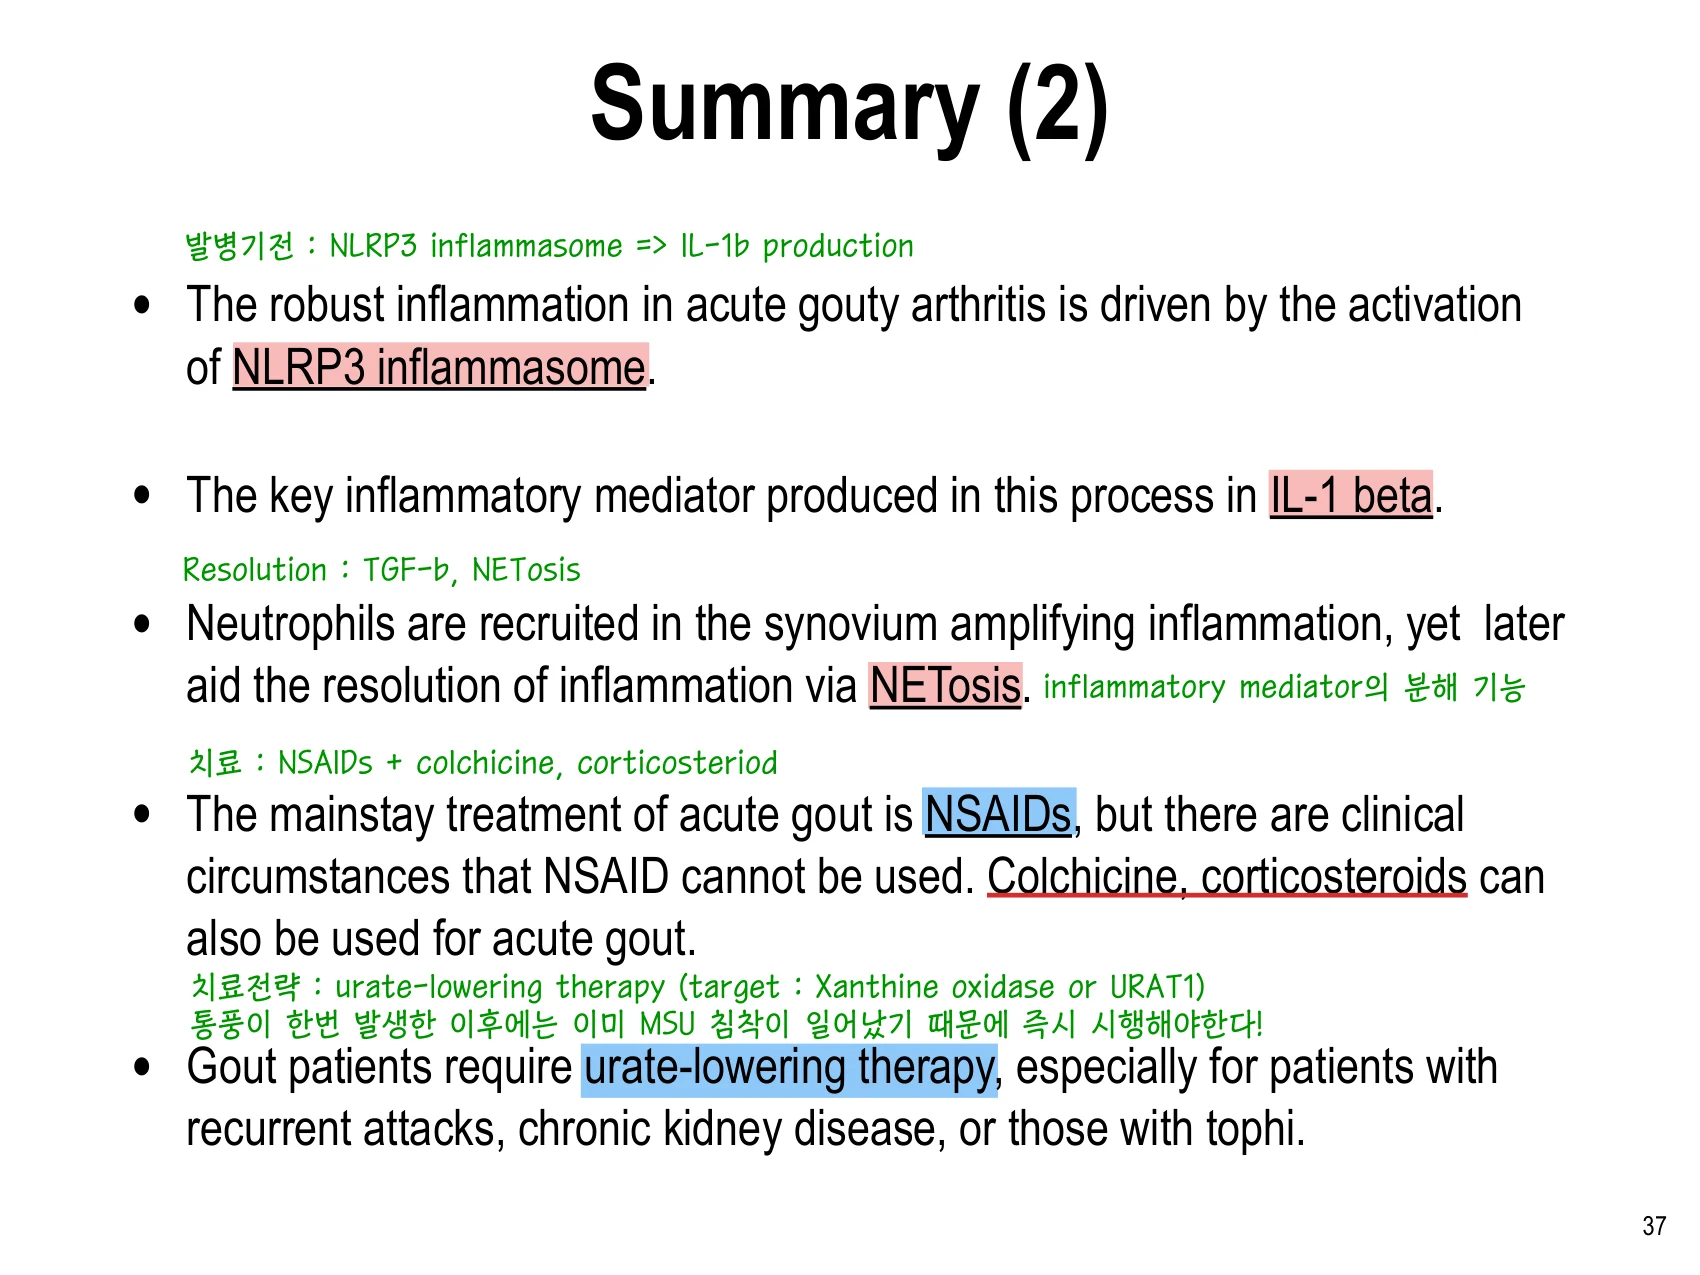 Summary (2)
발병기전 : NLRP3 inflammasome => IL-1b production
• The robust inflammation in acute gouty arthritis is driven by the activation
of NLRP3 inflammasome.
• The key inflammatory mediator produced in this process in IL-1 beta.
Resolution : TGF-b, NETosis
• Neutrophils are recruited in the synovium amplifying inflammation, yet later
aid the resolution of inflammation via NETosis. inflammatory mediator의 분해 기능
치료 : NSAIDs + colchicine, corticosteriod
• The mainstay treatment of acute gout is NSAIDs, but there are clinical
circumstances that NSAID cannot be used. Colchicine, corticosteroids can
also be used for acute gout.
치료전략 : urate-lowering therapy (target : Xanthine oxidase or URAT1)
통풍이 한번 발생한 이후에는 이미 MSU 침착이 일어났기 때문에 즉시 시행해야한다!
• Gout patients require urate-lowering therapy, especially for patients with
recurrent attacks, chronic kidney disease, or those with tophi.
37